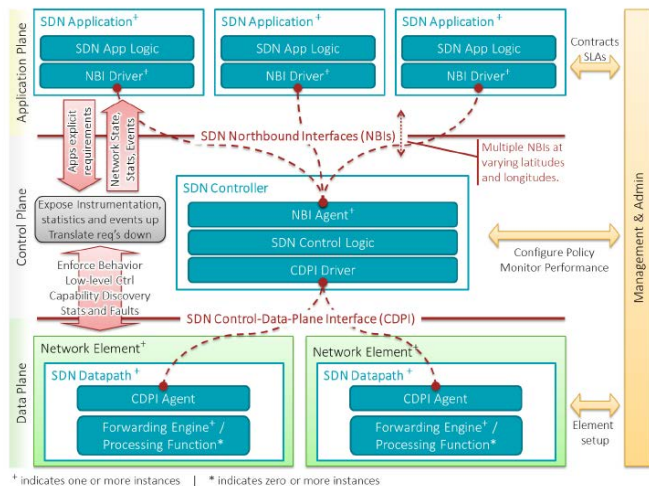 Application Plane
SDN Application+
SDN App Logic
NBI Driver+
SDN Application+
SDN App Logic
NBI Driver+
SDN Application+
SDN App Logic
NBI Driver+
Contracts
SLAs
Apps explicit
requirements
Network State,
Stats, Events
SDN Northbound Interfaces (NBIs)
Multiple NBIs at
varying latitudes
and longitudes.
Control Plane
SDN Controller
NBI Agent+
SDN Control Logic
CDPI Driver
Expose Instrumentation,
statistics and events up
Translate req's down
Enforce Behavior
Low-level Ctrl
Capability Discovery
Stats and Faults
Configure Policy
Monitor Performance
Management & Admin
SDN Control-Data-Plane Interface (CDPI)
Data Plane
Network Element+
SDN Datapath+
CDPI Agent
Forwarding Engine+ /
Processing Function*
Network Element+
SDN Datapath+
CDPI Agent
Forwarding Engine+ /
Processing Function*
Element
setup
+ indicates one or more instances | * indicates zero or more instances